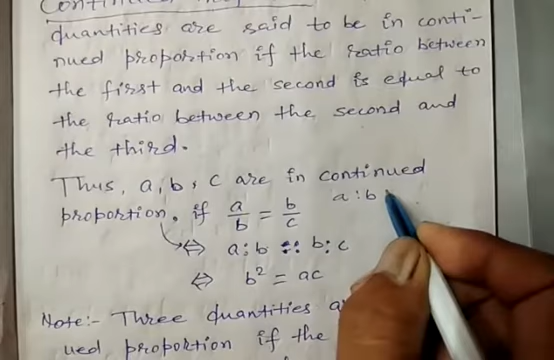 Continued
quantities are said to be in conti-
nued proportion if the ratio between
the first and the second is equal to
the ratio between the second and
the third.
Thus, a, b, c are in continued
proportion, if a/b = b/c a : b
⇔ a : b :: b : c
⇔ b² = ac
Note:- Three quantities
ued proportion if the